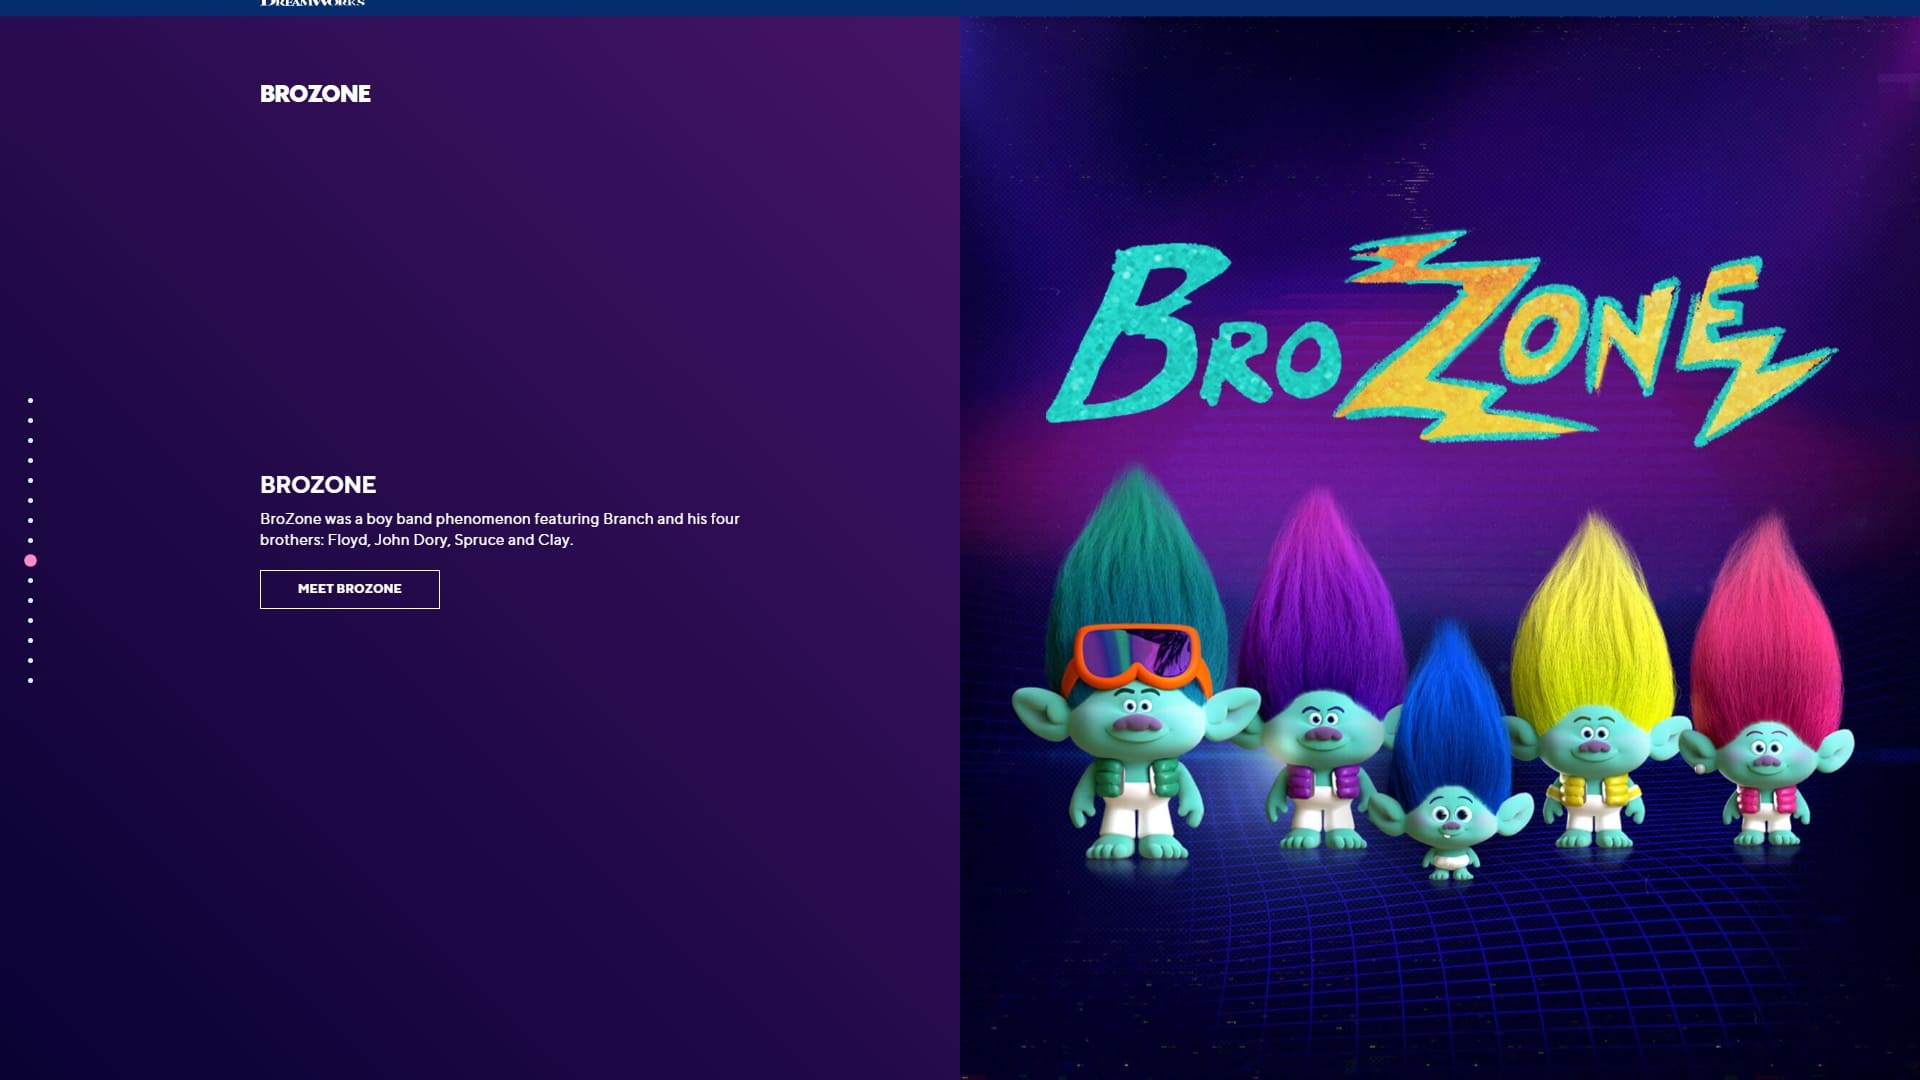 DREAMWORKS
BROZONE
BROZONE
BROZONE
BroZone was a boy band phenomenon featuring Branch and his four
brothers: Floyd, John Dory, Spruce and Clay.
MEET BROZONE